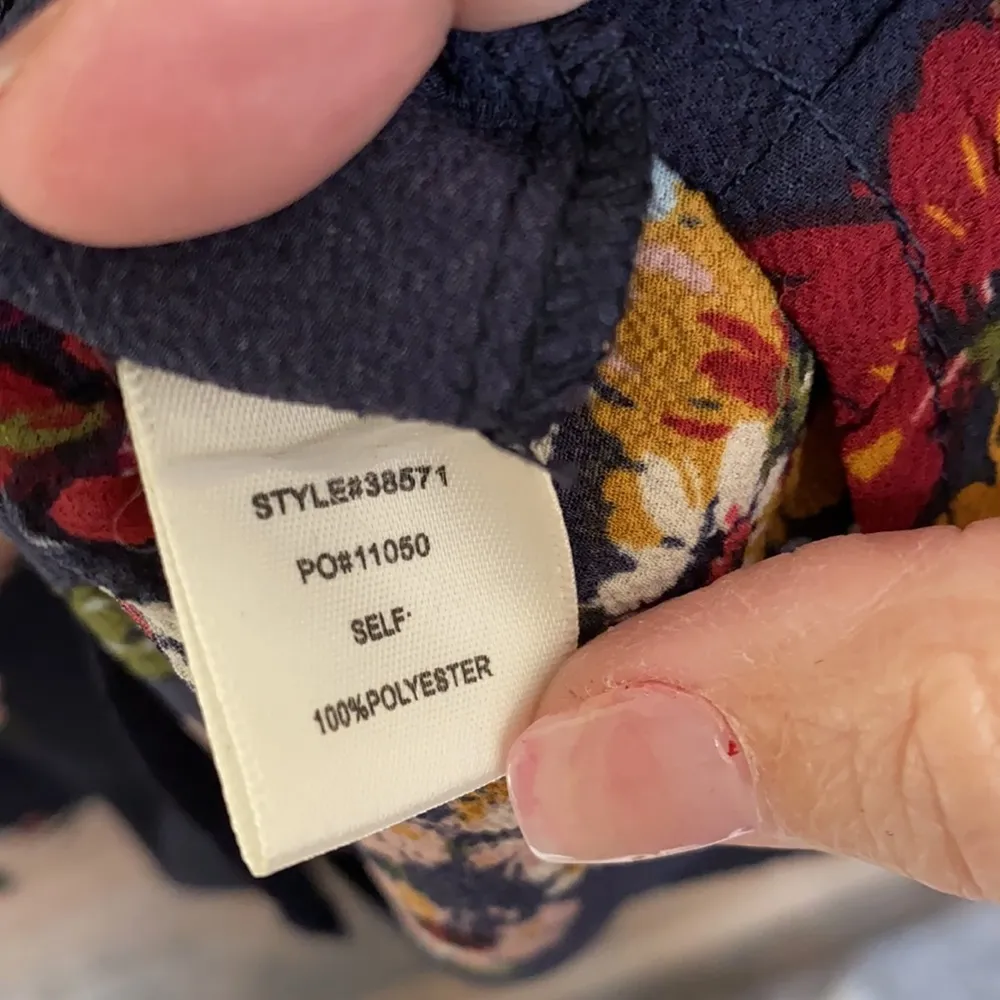 STYLE#38571
PO#11050
SELF·
100%POLYESTER